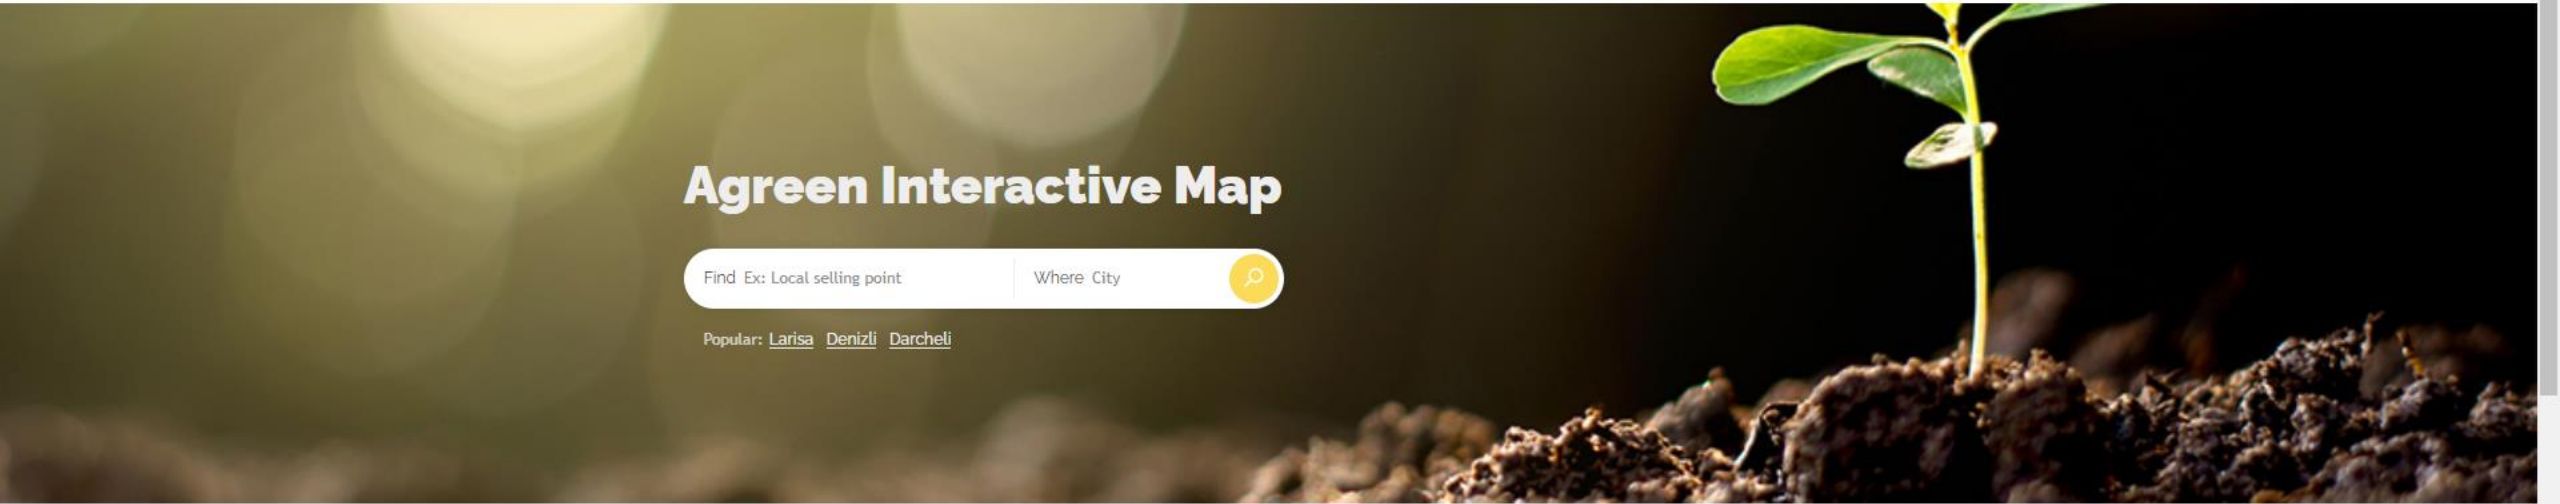 Agreen Interactive Map
Find Ex: Local selling point Where City
Popular: Larisa Denizli Darcheli